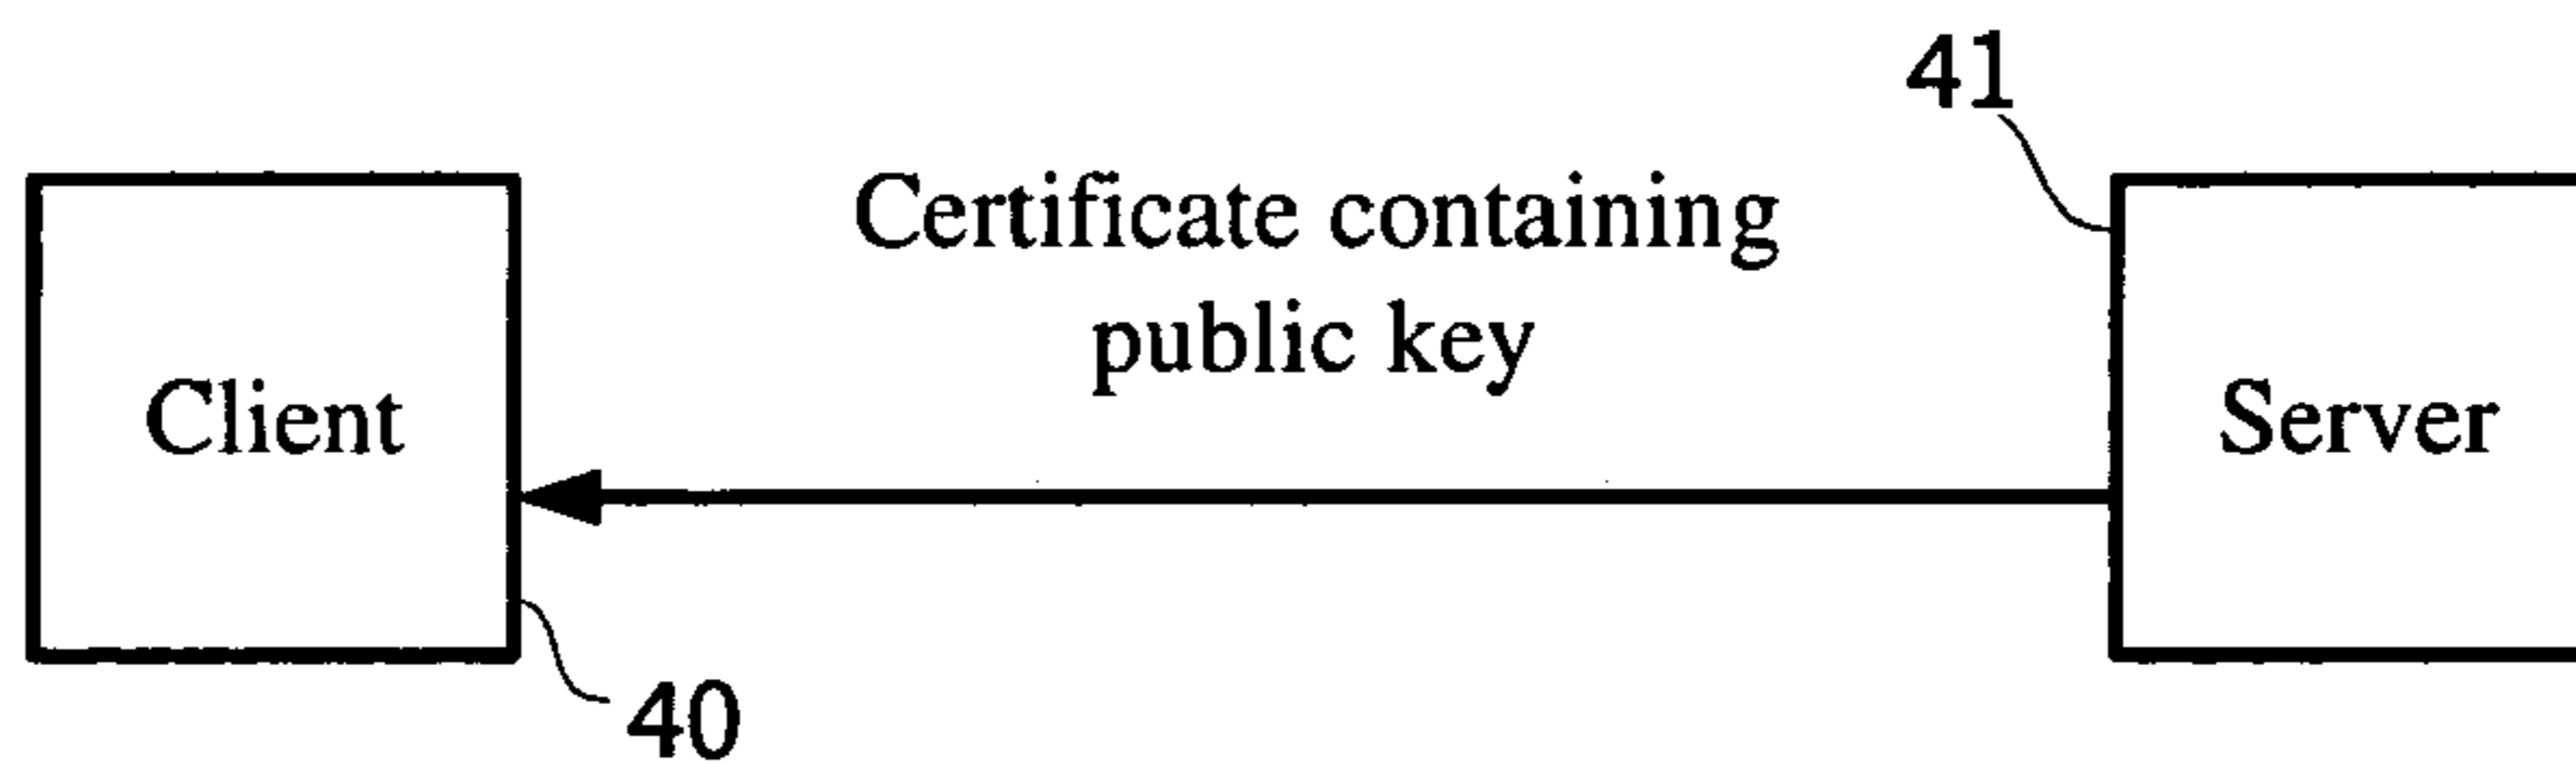 41
Certificate containing
public key
Client
Server
40